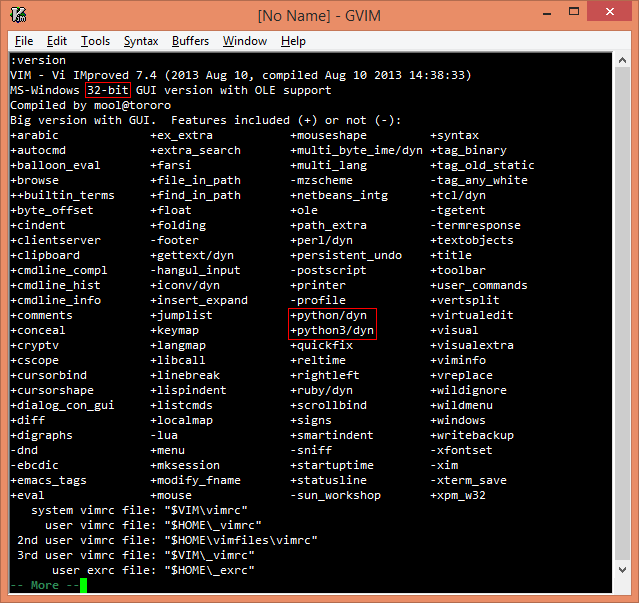 [No Name] - GVIM
File Edit Tools Syntax Buffers Window Help
:version
VIM - Vi IMproved 7.4 (2013 Aug 10, compiled Aug 10 2013 14:38:33)
MS-Windows 32-bit GUI version with OLE support
Compiled by mool@tororo
Big version with GUI.  Features included (+) or not (-):
+arabic +ex_extra +mouseshape +syntax
+autocmd +extra_search +multi_byte_ime/dyn +tag_binary
+balloon_eval +farsi +multi_lang +tag_old_static
+browse +file_in_path -mzscheme -tag_any_white
++builtin_terms +find_in_path +netbeans_intg +tcl/dyn
+byte_offset +float +ole -tgetent
+cindent +folding +path_extra -termresponse
+clientserver -footer +perl/dyn +textobjects
+clipboard +gettext/dyn +persistent_undo +title
+cmdline_compl -hangul_input -postscript +toolbar
+cmdline_hist +iconv/dyn +printer +user_commands
+cmdline_info +insert_expand -profile +vertsplit
+comments +jumplist +python/dyn +virtualedit
+conceal +keymap +python3/dyn +visual
+cryptv +langmap +quickfix +visualextra
+cscope +libcall +reltime +viminfo
+cursorbind +linebreak +rightleft +vreplace
+cursorshape +lispindent +ruby/dyn +wildignore
+dialog_con_gui +listcmds +scrollbind +wildmenu
+diff +localmap +signs +windows
+digraphs -lua +smartindent +writebackup
-dnd +menu -sniff -xfontset
-ebcdic +mksession +startuptime -xim
+emacs_tags +modify_fname +statusline -xterm_save
+eval +mouse -sun_workshop +xpm_w32
system vimrc file: "$VIM\vimrc"
user vimrc file: "$HOME\_vimrc"
2nd user vimrc file: "$HOME\vimfiles\vimrc"
3rd user vimrc file: "$VIM\_vimrc"
user exrc file: "$HOME\_exrc"
-- More --